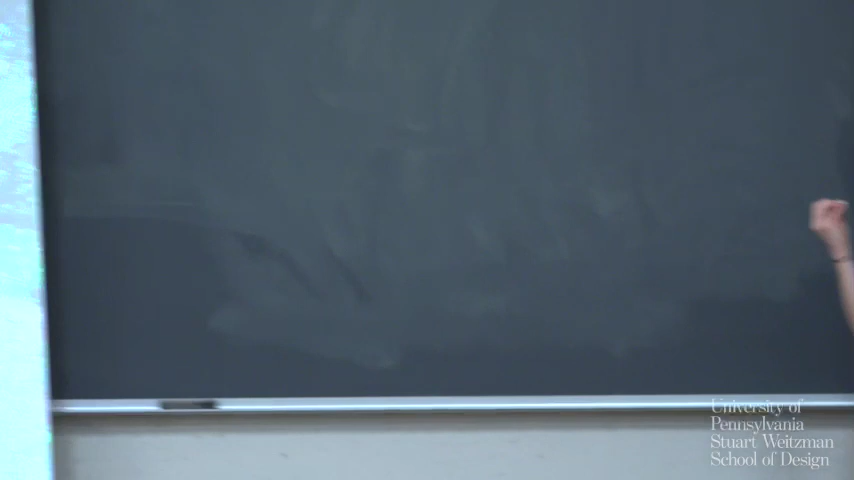 University of
Pennsylvania
Stuart Weitzman
School of Design